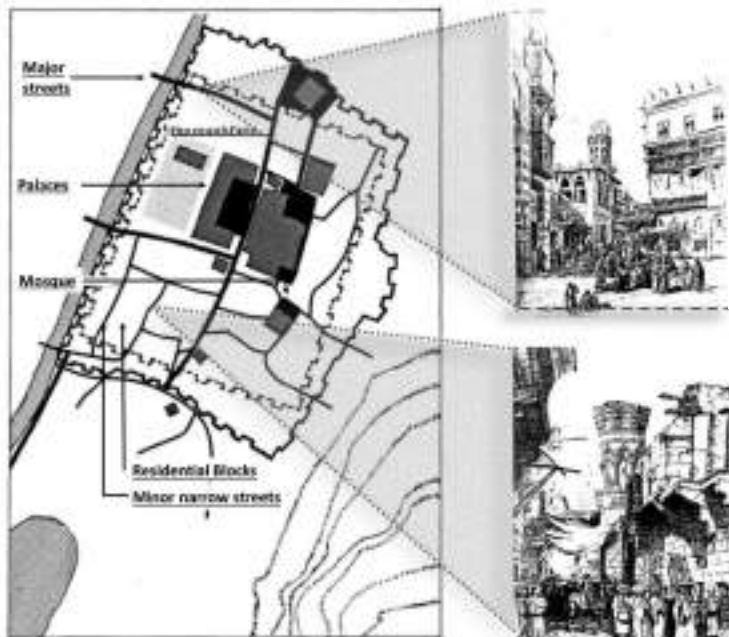 Major
streets
Palaces
Mosque
Residential Blocks
Minor narrow streets